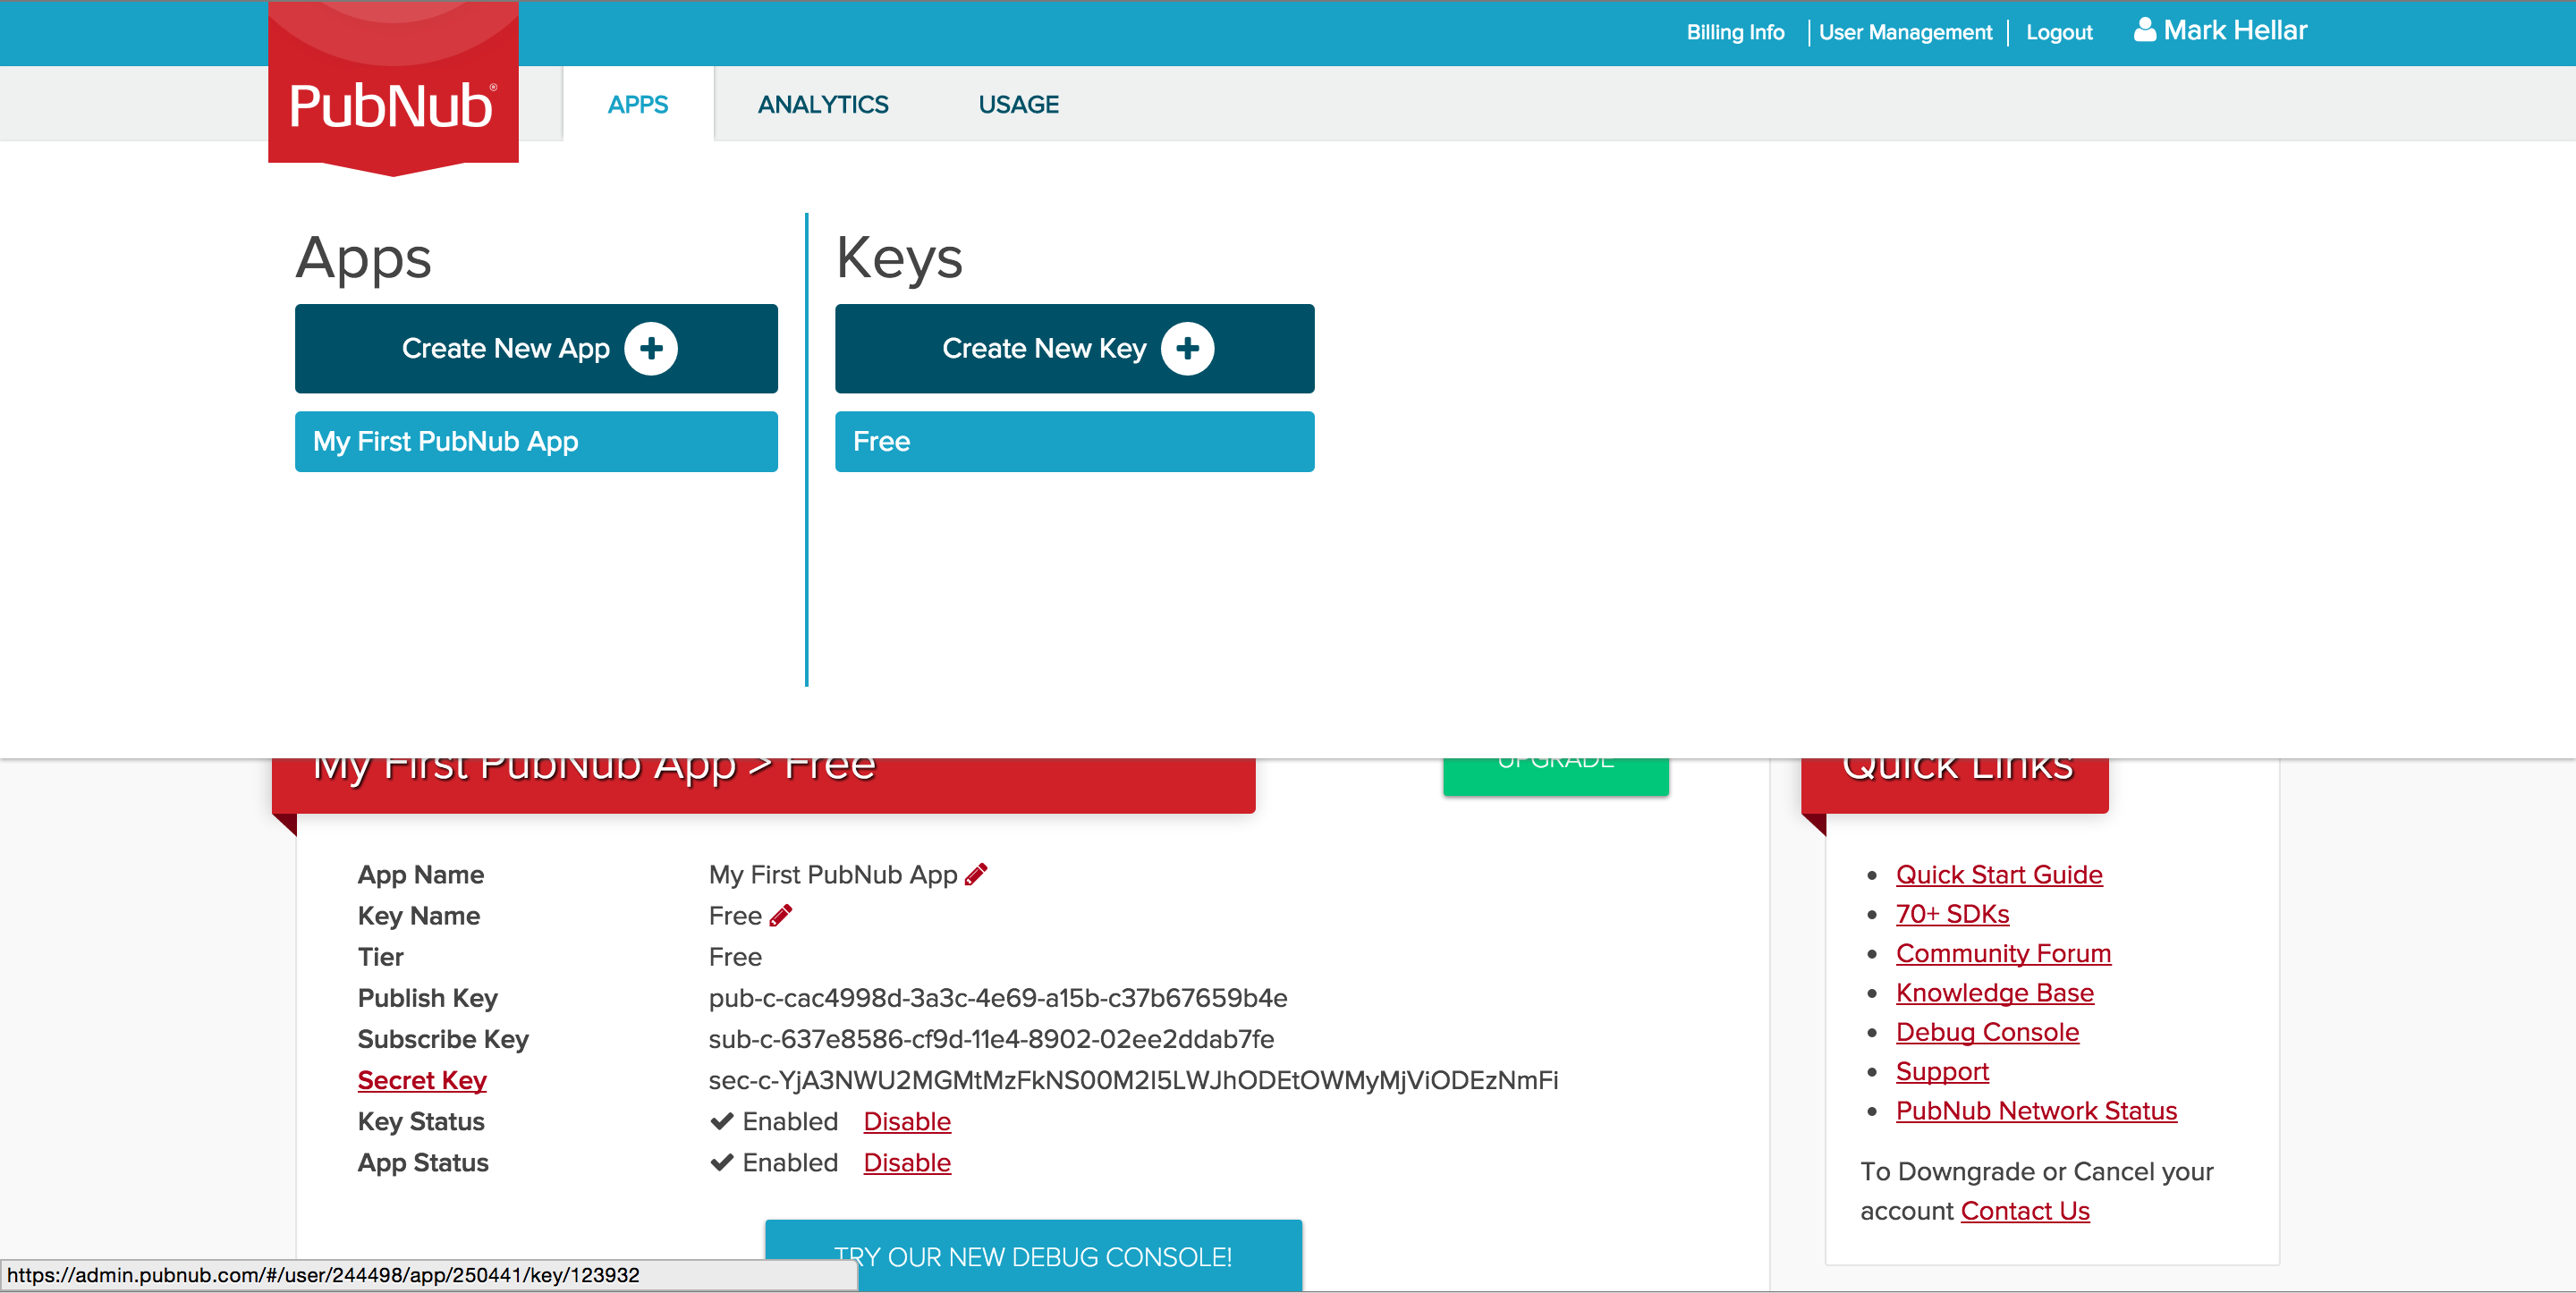 Billing Info | User Management | Logout Mark Hellar
PubNub®
APPS ANALYTICS USAGE
Apps
Create New App
My First PubNub App
Keys
Create New Key
Free
My First PubNub App > Free
UPGRADE
App Name My First PubNub App
Key Name Free
Tier Free
Publish Key pub-c-cac4998d-3a3c-4e69-a15b-c37b67659b4e
Subscribe Key sub-c-637e8586-cf9d-11e4-8902-02ee2ddab7fe
Secret Key sec-c-YjA3NWU2MGMtMzFkNS00M2I5LWJhODEtOWMyMjViODEzNmFi
Key Status Enabled Disable
App Status Enabled Disable
TRY OUR NEW DEBUG CONSOLE!
Quick Links
Quick Start Guide
70+ SDKs
Community Forum
Knowledge Base
Debug Console
Support
PubNub Network Status
To Downgrade or Cancel your
account Contact Us
https://admin.pubnub.com/#/user/244498/app/250441/key/123932